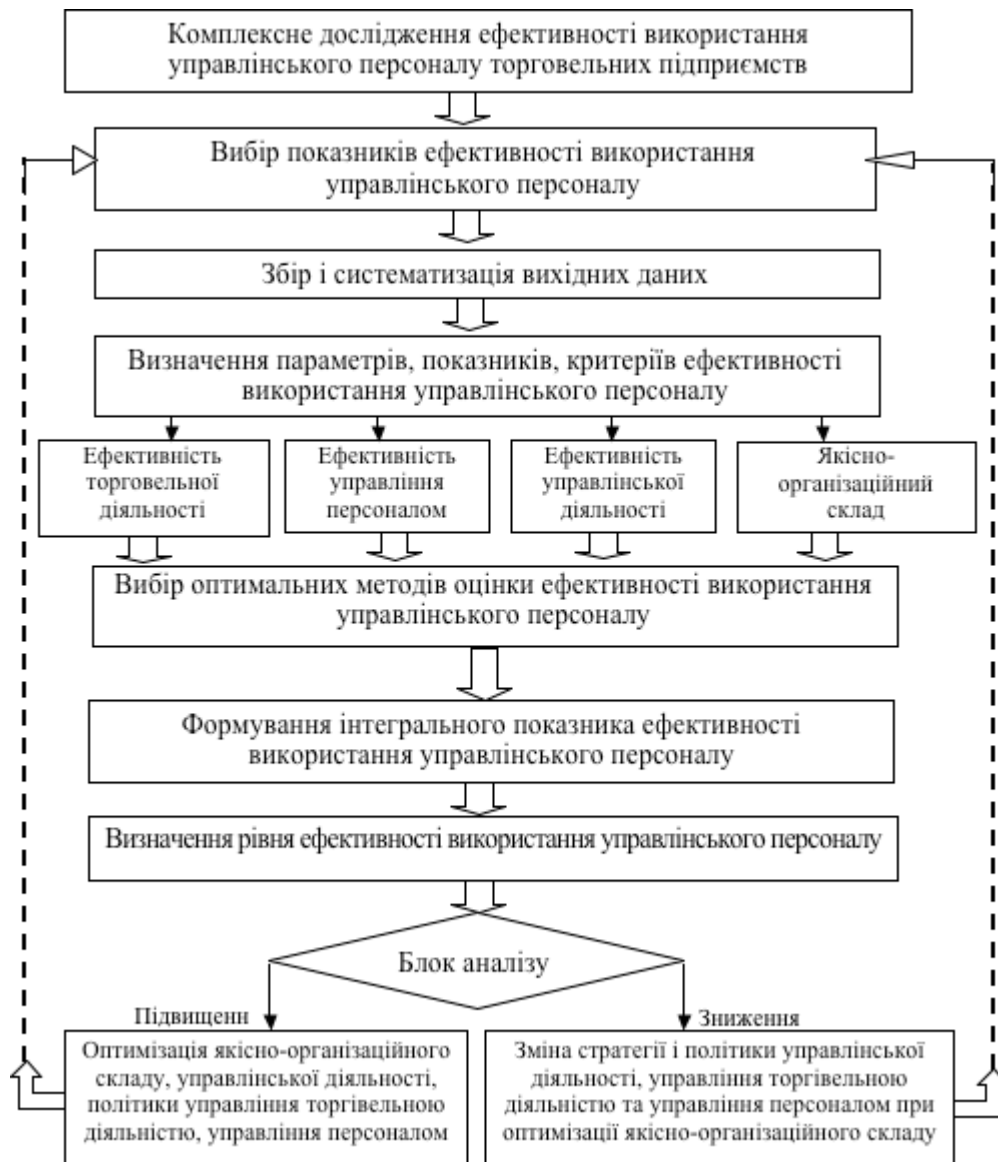 Комплексне дослідження ефективності використання
управлінського персоналу торговельних підприємств
Вибір показників ефективності використання
управлінського персоналу
Збір і систематизація вихідних даних
Визначення параметрів, показників, критеріїв ефективності
використання управлінського персоналу
Ефективність
торговельної
діяльності
Ефективність
управління
персоналом
Ефективність
управлінської
діяльності
Якісно-
організаційний
склад
Вибір оптимальних методів оцінки ефективності використання
управлінського персоналу
Формування інтегрального показника ефективності
використання управлінського персоналу
Визначення рівня ефективності використання управлінського персоналу
Блок аналізу
Підвищенн
Зниження
Оптимізація якісно-організаційного
складу, управлінської діяльності,
політики управління торгівельною
діяльністю, управління персоналом
Зміна стратегії і політики управлінської
діяльності, управління торгівельною
діяльністю та управління персоналом при
оптимізації якісно-організаційного складу